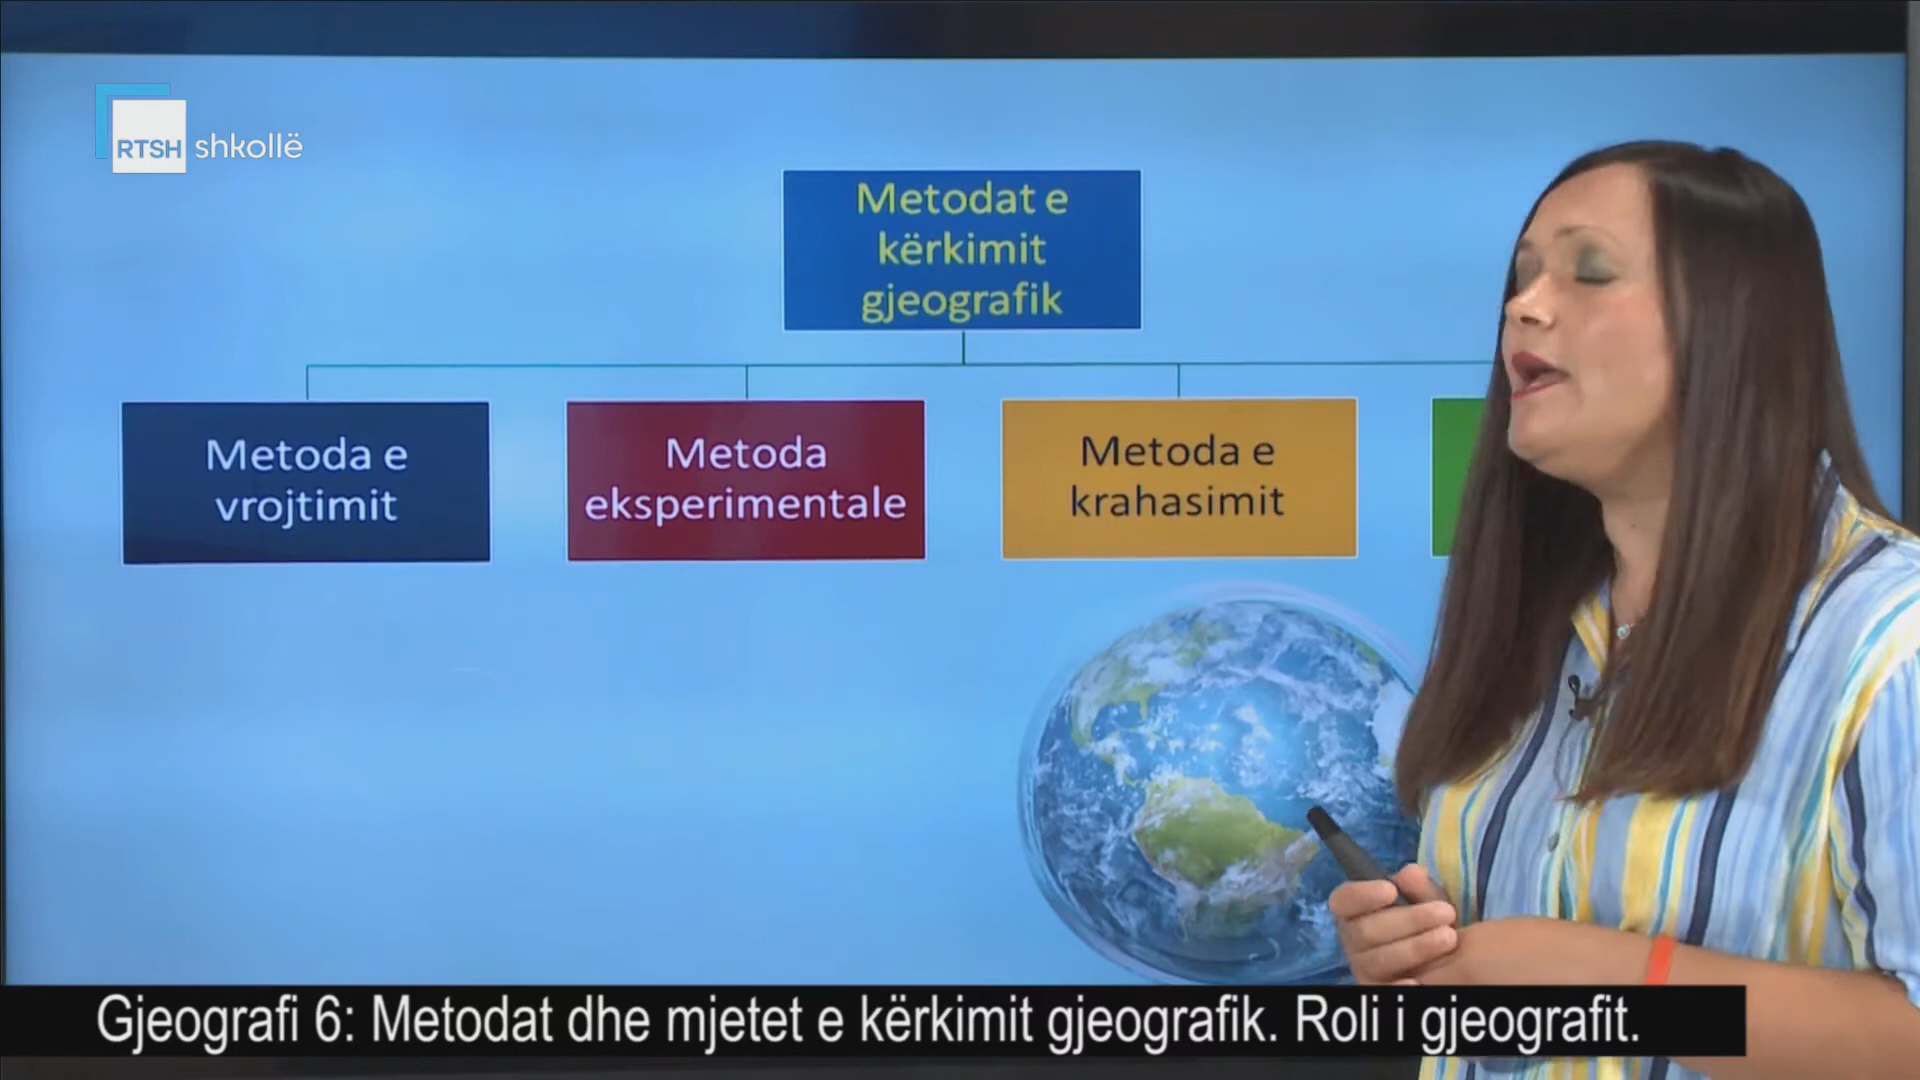 RTSH shkollë
Metodat e
kërkimit
gjeografik
Metoda e
vrojtimit
Metoda
eksperimentale
Metoda e
krahasimit
Gjeografi 6: Metodat dhe mjetet e kërkimit gjeografik. Roli i gjeografit.